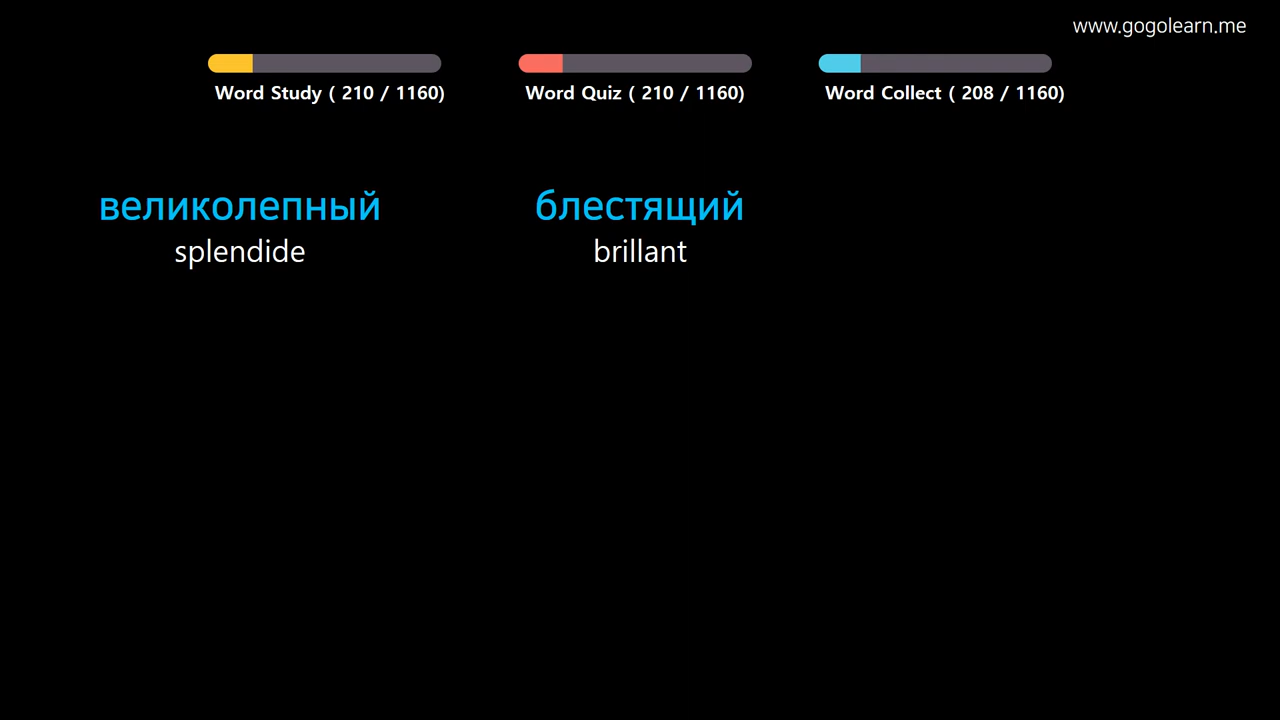 www.gogolearn.me
Word Study ( 210 / 1160)
Word Quiz ( 210 / 1160)
Word Collect ( 208 / 1160)
великолепный
splendide
блестящий
brillant